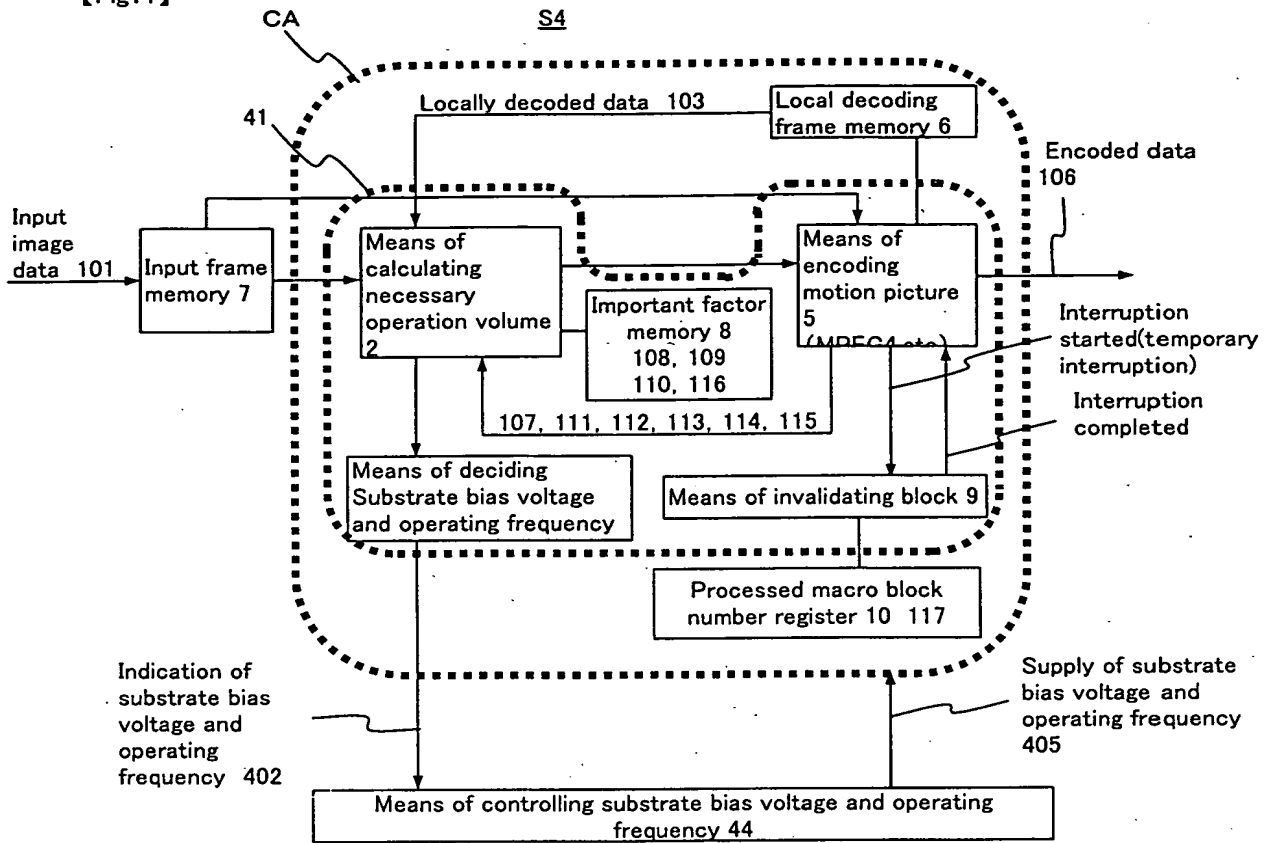 CA
S4
Locally decoded data 103
Local decoding
frame memory 6
41
Encoded data
106
Input
image
data 101
Input frame
memory 7
Means of
calculating
necessary
operation volume
2
Means of
encoding
motion picture
5
(MPEG4 etc)
Important factor
memory 8
108, 109
110, 116
Interruption
started(temporary
interruption)
Interruption
completed
107, 111, 112, 113, 114, 115
Means of deciding
Substrate bias voltage
and operating frequency
Means of invalidating block 9
Processed macro block
number register 10 117
Indication of
substrate bias
voltage and
operating
frequency 402
Supply of substrate
bias voltage and
operating frequency
405
Means of controlling substrate bias voltage and operating
frequency 44